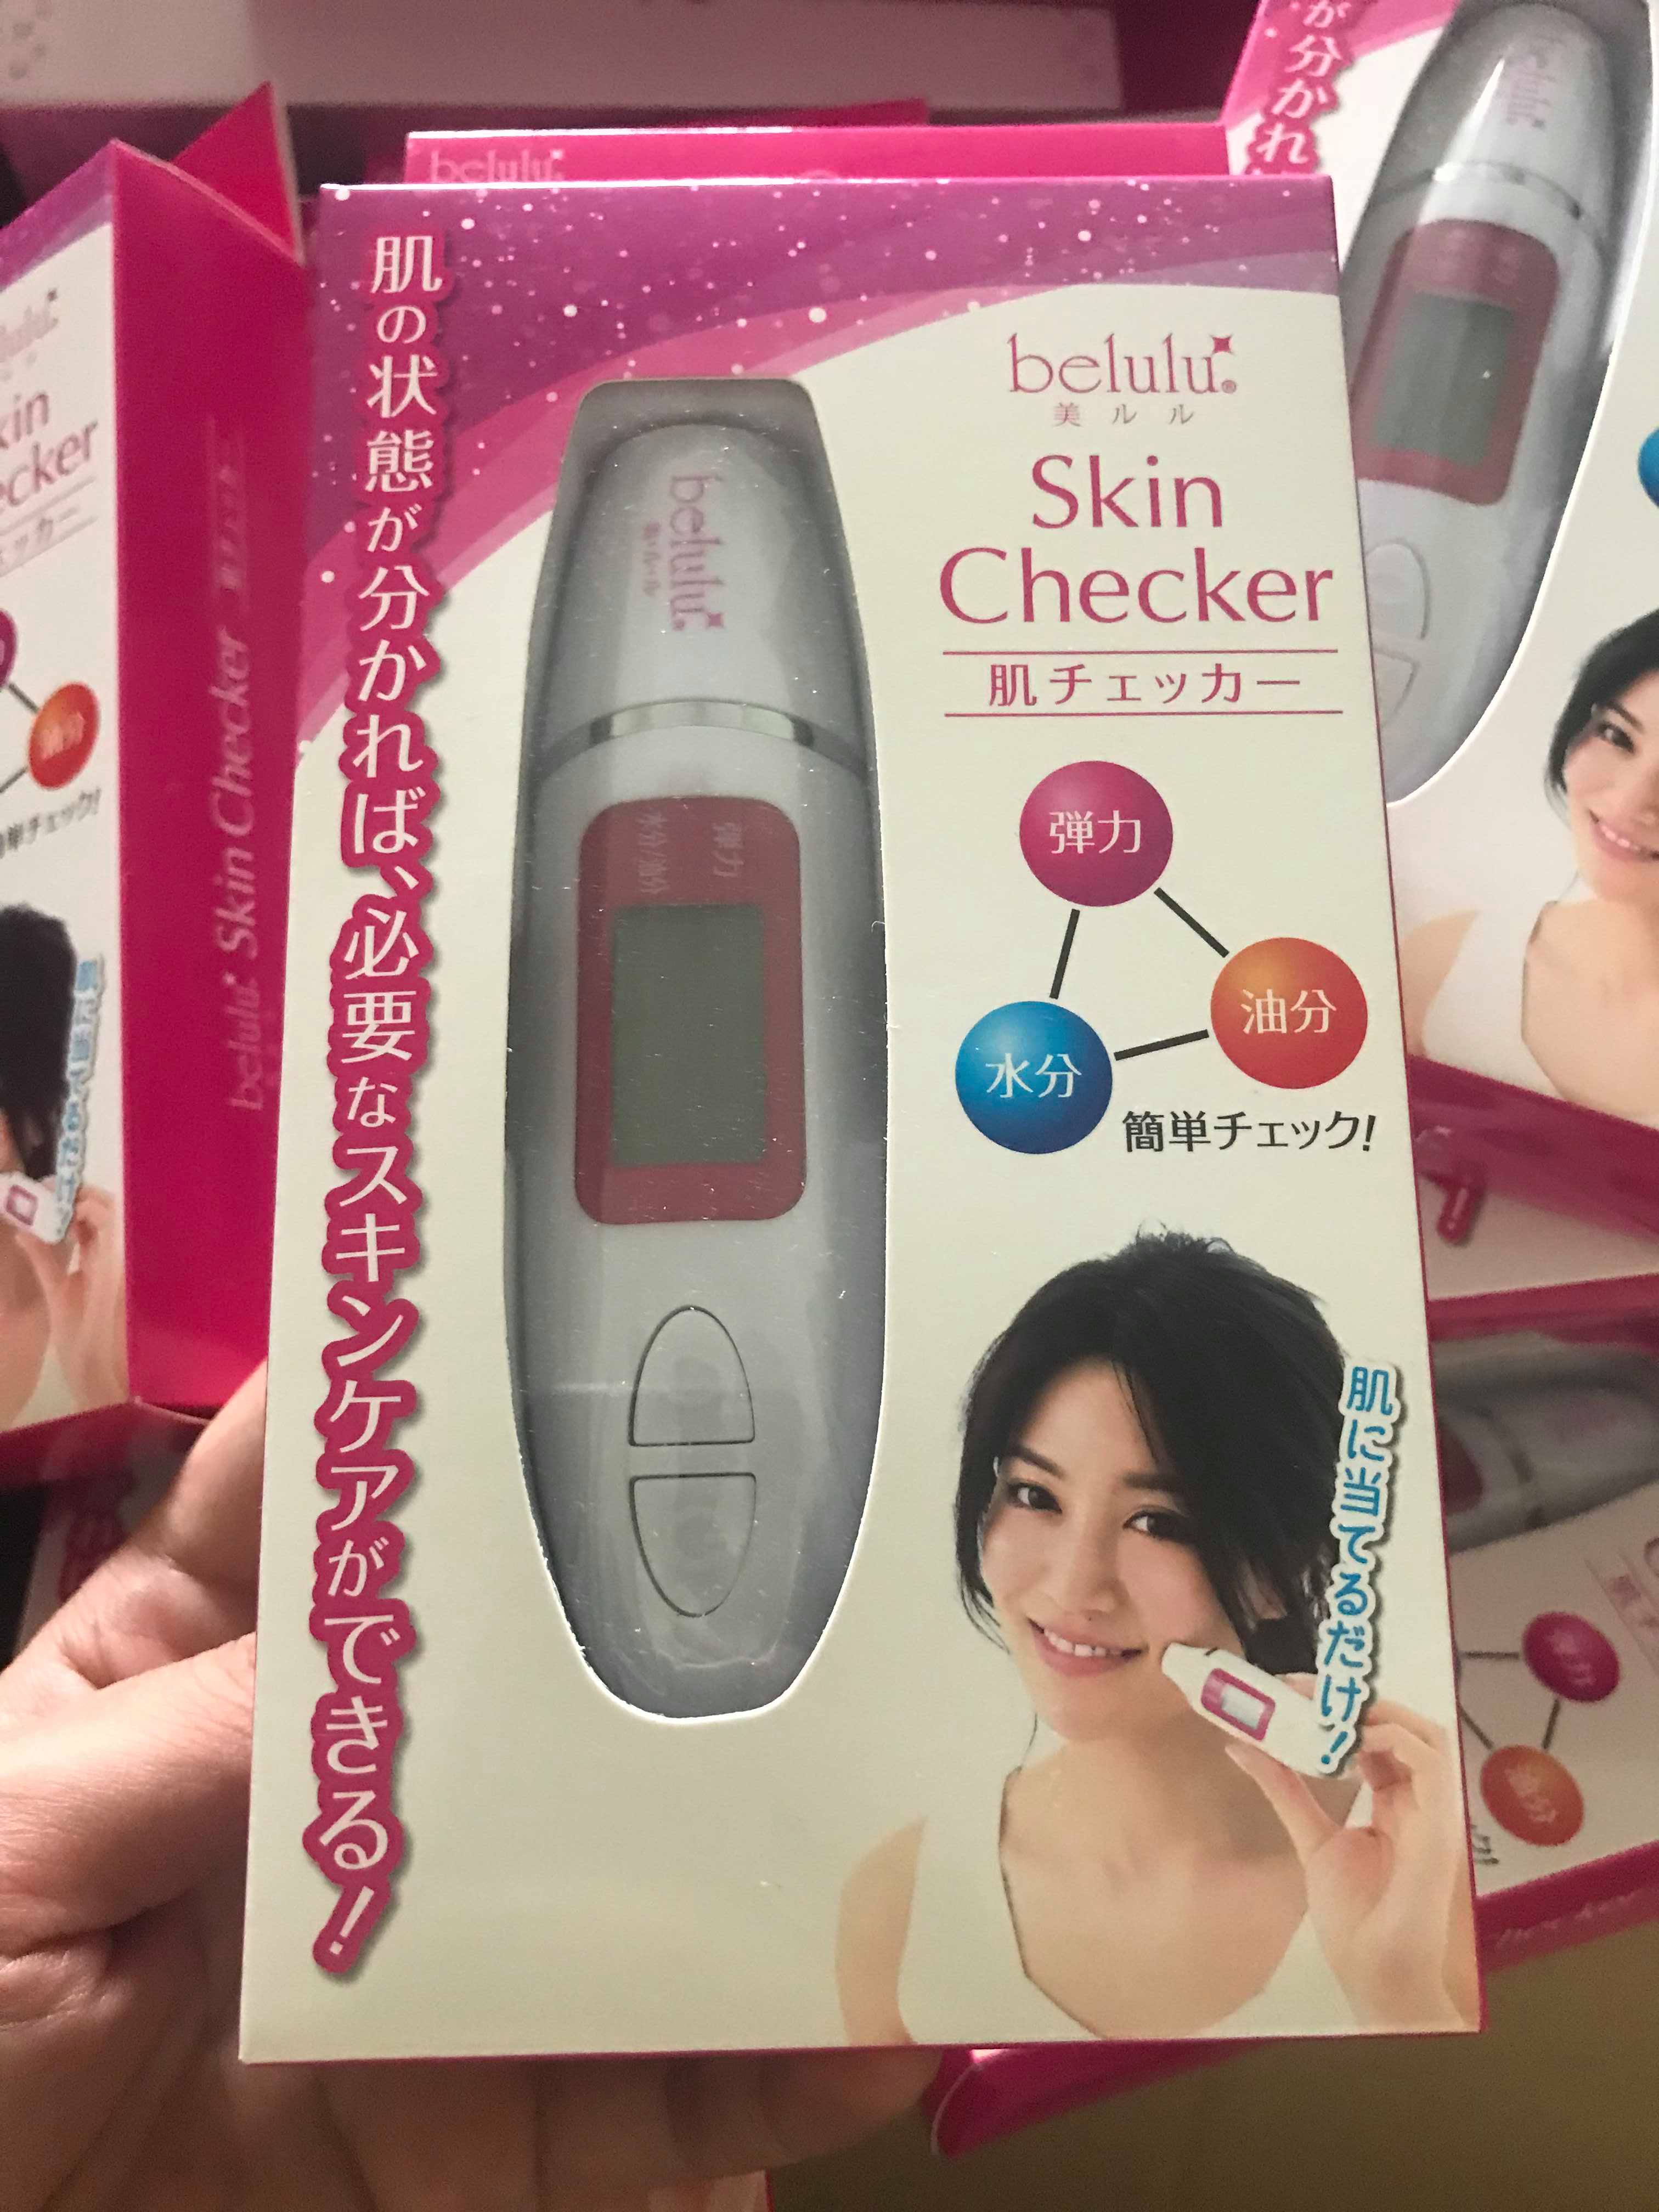 belulu
が分かれ
肌の状態が分かれば、必要なスキンケアができる!
belulu®
美ルル
Skin
Checker
肌チェッカー
弾力
油分
水分
簡単チェック!
肌に当てるだけ!
belulu®
美ルル
弾力
水分/油分
belulu Skin Checker
ecker
簡単チェック!
肌に当てるだけ!
弾力
油分